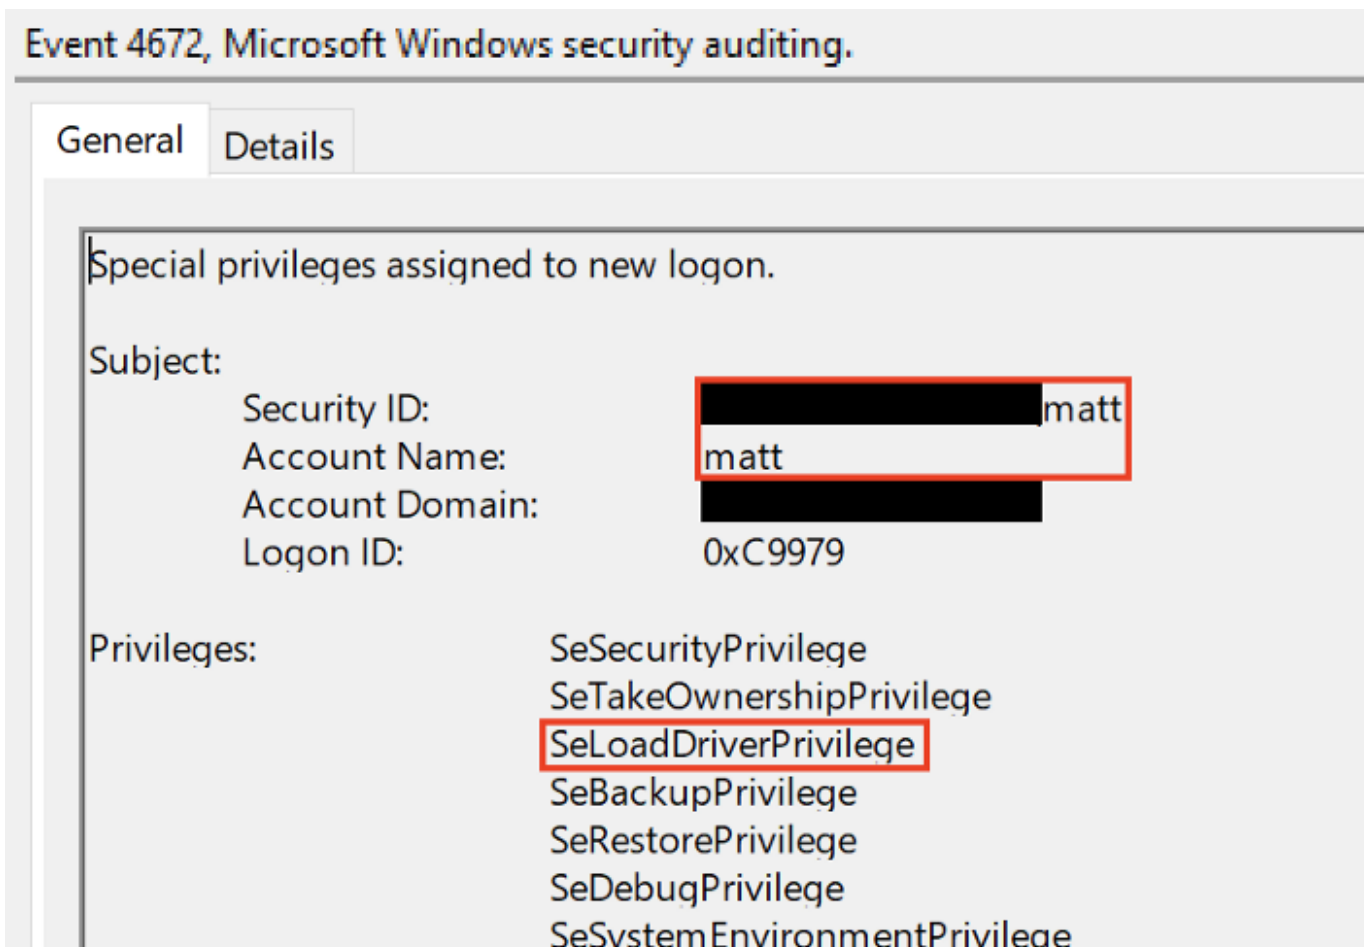 Event 4672, Microsoft Windows security auditing.
General Details
Special privileges assigned to new logon.
Subject:
Security ID: matt
Account Name: matt
Account Domain:
Logon ID: 0xC9979
Privileges: SeSecurityPrivilege
SeTakeOwnershipPrivilege
SeLoadDriverPrivilege
SeBackupPrivilege
SeRestorePrivilege
SeDebugPrivilege
SeSystemEnvironmentPrivilege